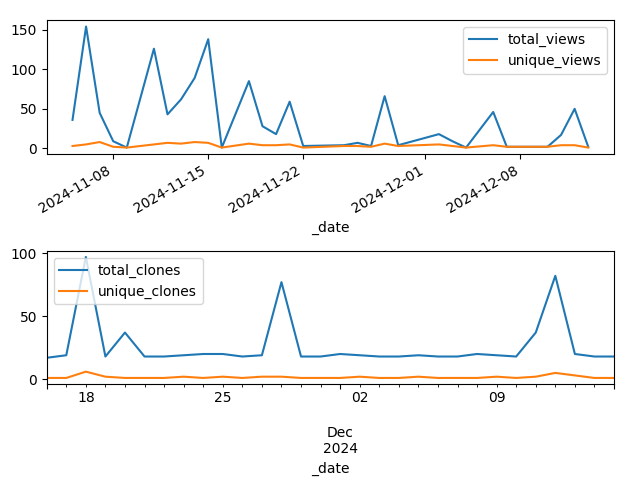 150
100
50
0
total_views
unique_views
2024-11-08
2024-11-15
2024-11-22
2024-12-01
2024-12-08
_date
100
50
0
total_clones
unique_clones
18
25
02
09
Dec
2024
_date